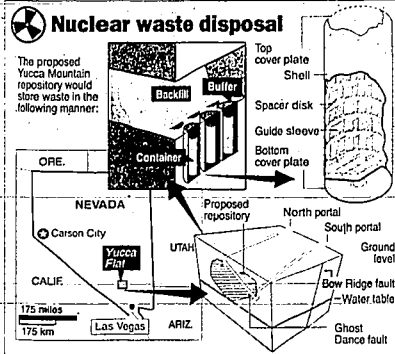 Nuclear waste disposal
The proposed
Yucca Mountain
repository would
store waste in the
following manner:
Backfill
Buffer
Container
Top
cover plate
Shell
Spacer disk
Guide sleeve
Bottom
cover plate
ORE.
NEVADA
Carson City
UTAH
Yucca
Flat
CALIF.
175 miles
175 km
Las Vegas
ARIZ.
Proposed
repository
North portal
South portal
Ground
level
Bow Ridge fault
Water table
Ghost
Dance fault